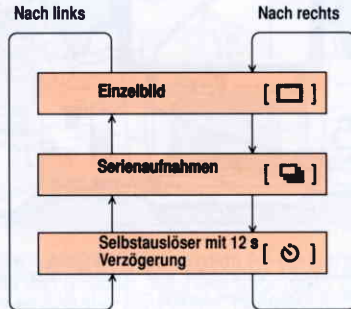 Nach links
Nach rechts
Einzelbild [ ]
Serienaufnahmen [ ]
Selbstauslöser mit 12 s [ ]
Verzögerung